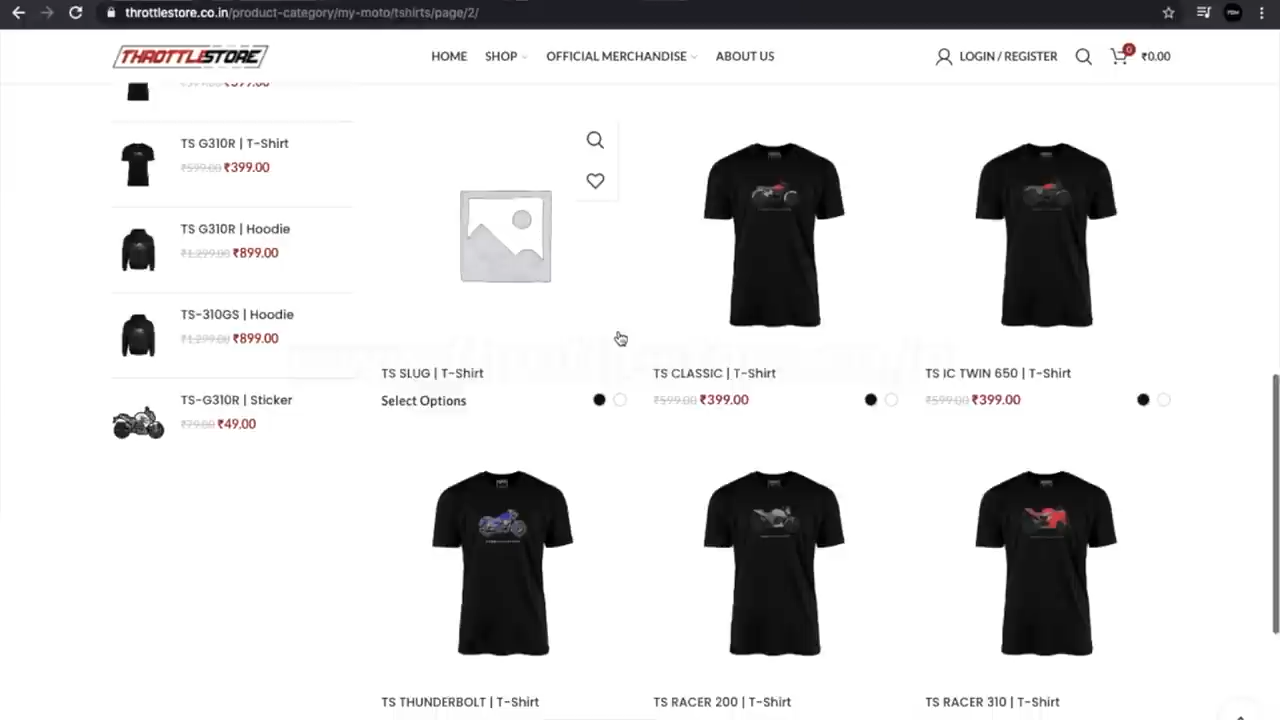 throttlestore.co.in/product-category/my-moto/tshirts/page/2/
THROTTLESTORE
HOME
SHOP
OFFICIAL MERCHANDISE
ABOUT US
LOGIN / REGISTER
0
₹0.00
TS G310R | T-Shirt
₹599.00 ₹399.00
TS G310R | Hoodie
₹1,299.00 ₹899.00
TS-310GS | Hoodie
₹1,299.00 ₹899.00
TS-G310R | Sticker
₹79.00 ₹49.00
TS SLUG | T-Shirt
Select Options
TS CLASSIC | T-Shirt
₹599.00 ₹399.00
TS IC TWIN 650 | T-Shirt
₹599.00 ₹399.00
TS THUNDERBOLT | T-Shirt
TS RACER 200 | T-Shirt
TS RACER 310 | T-Shirt